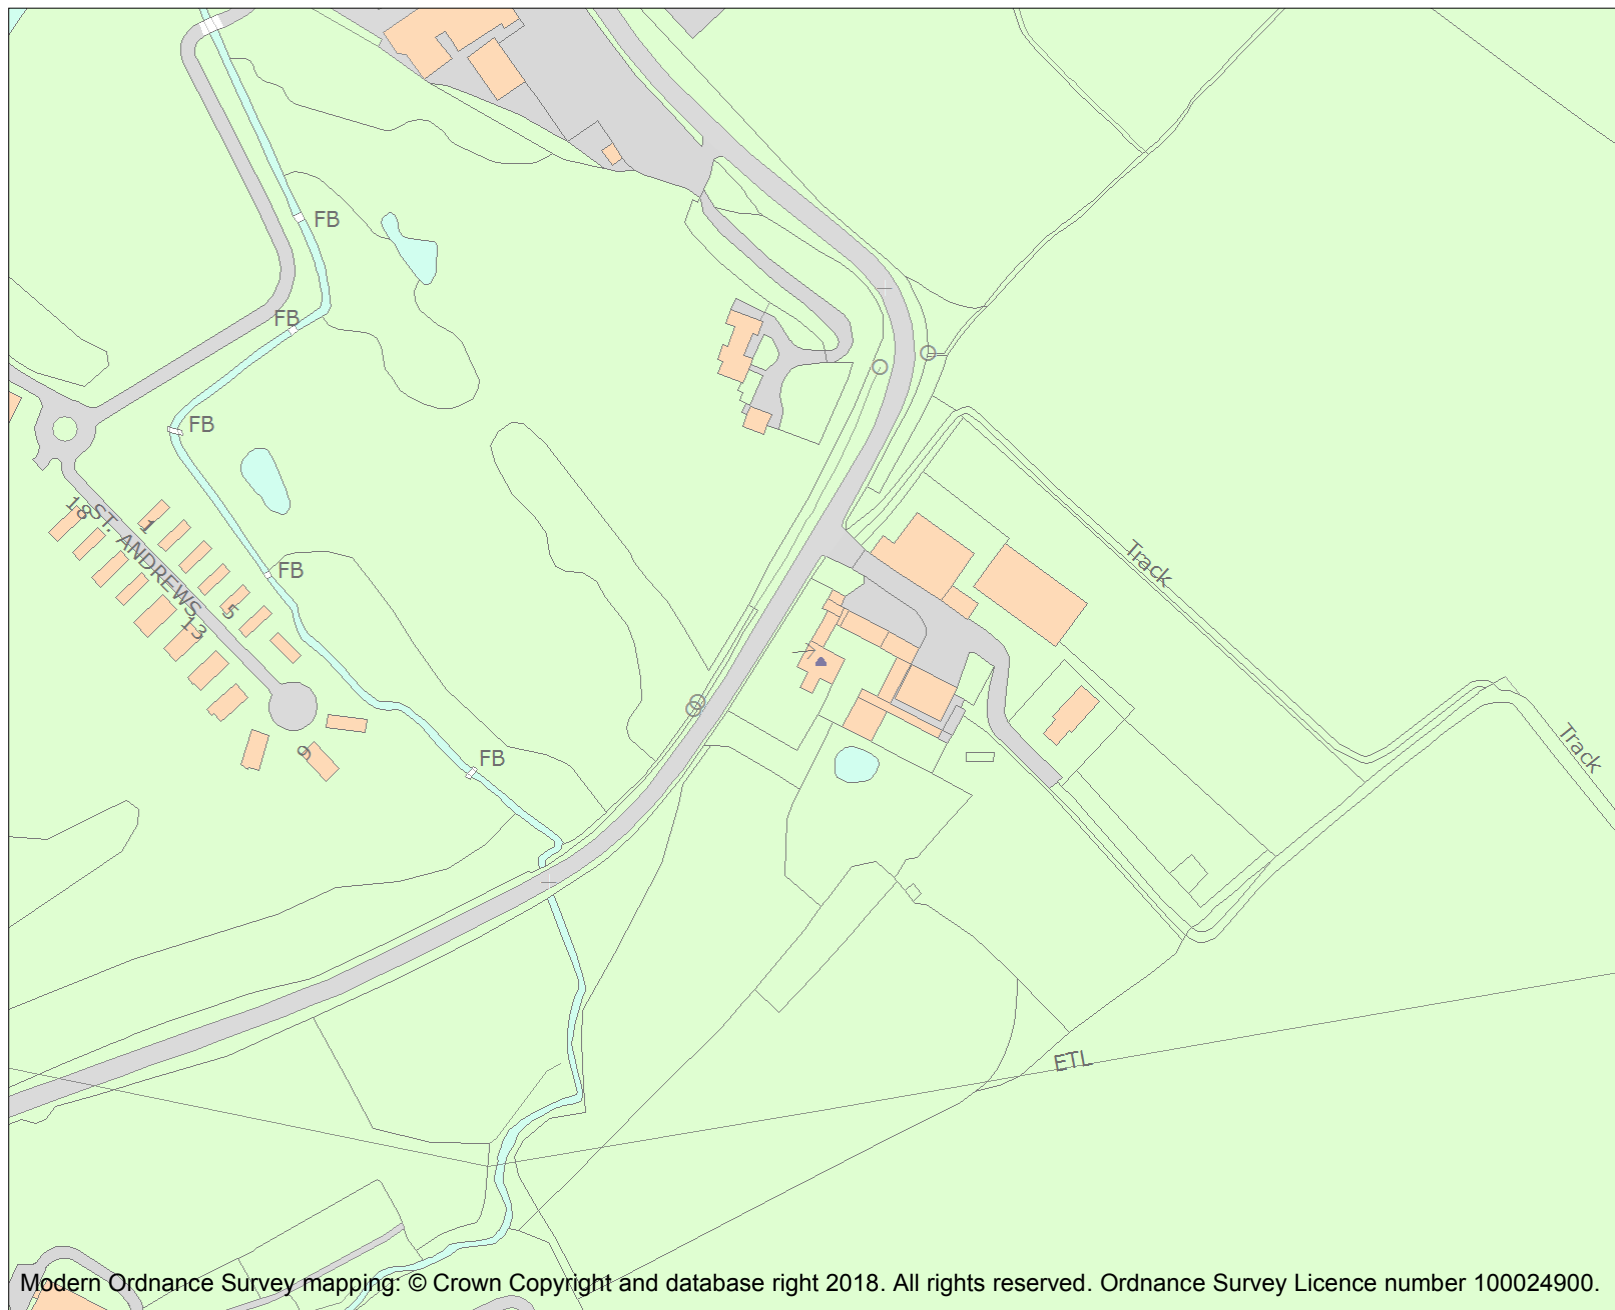 FB
FB
FB
18
ST. ANDREWS
1
FB
5
13
Track
9
FB
Track
ETL
Modern Ordnance Survey mapping: © Crown Copyright and database right 2018. All rights reserved. Ordnance Survey Licence number 100024900.